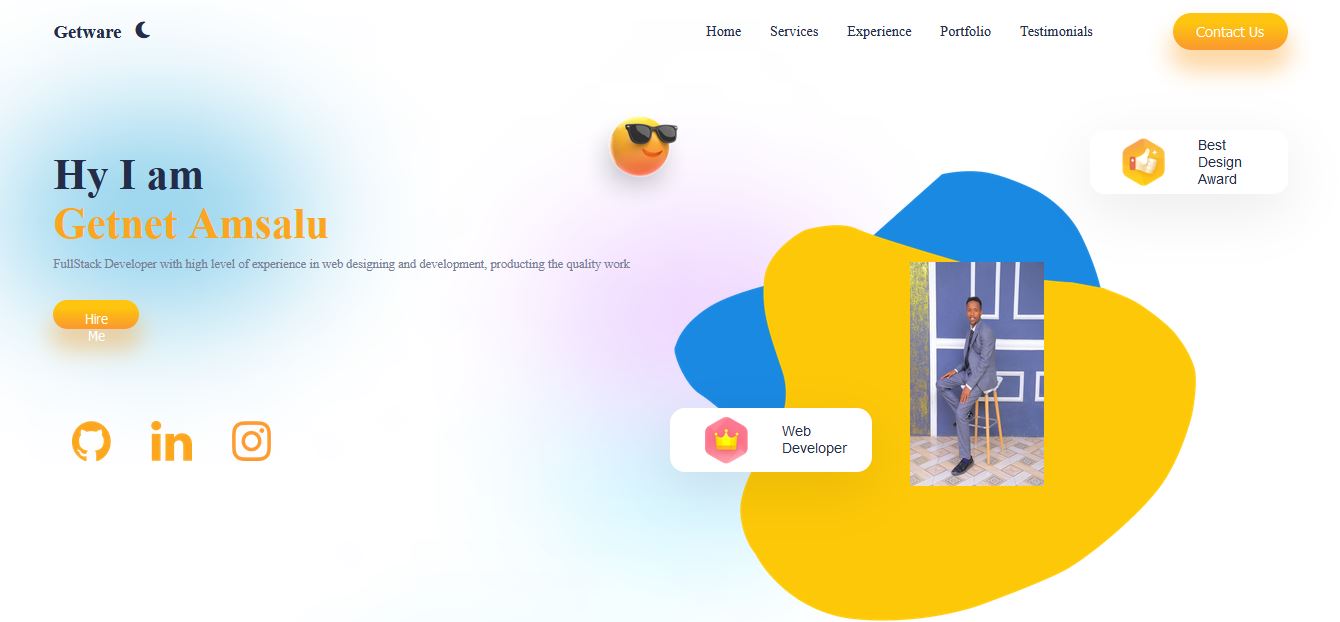 Getware
Home Services Experience Portfolio Testimonials
Contact Us
Best
Design
Award
Hy I am
Getnet Amsalu
FullStack Developer with high level of experience in web designing and development, producting the quality work
Hire
Me
Web
Developer